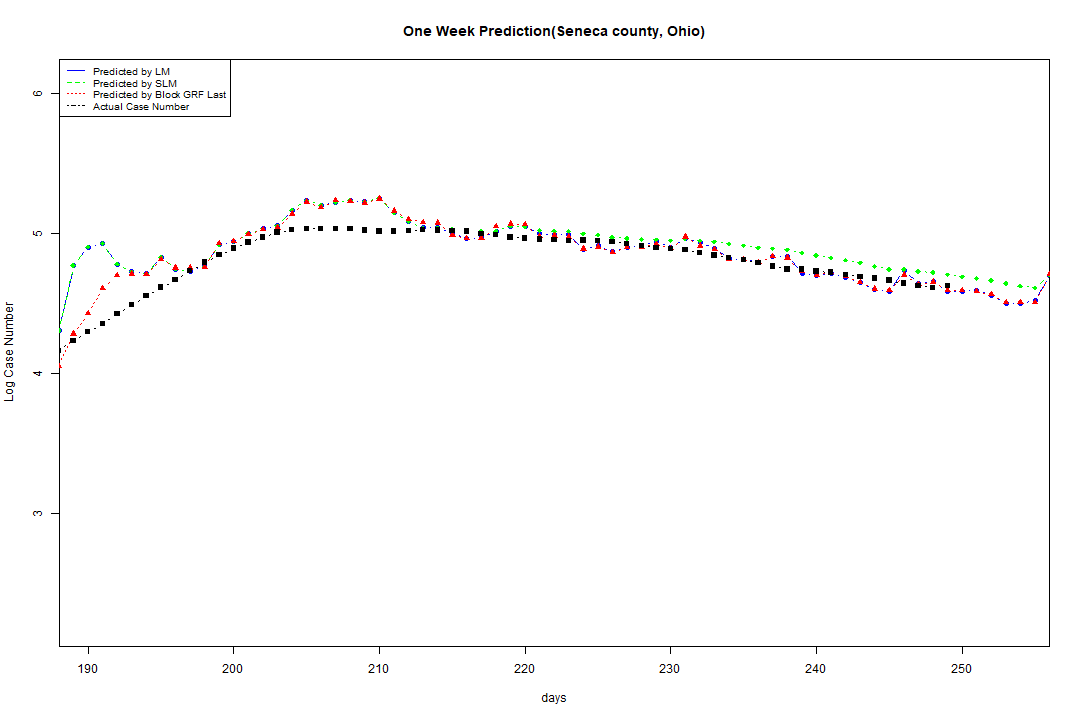 One Week Prediction(Seneca county, Ohio)
Predicted by LM
Predicted by SLM
Predicted by Block GRF Last
Actual Case Number
6
5
4
3
Log Case Number
190 200 210 220 230 240 250
days